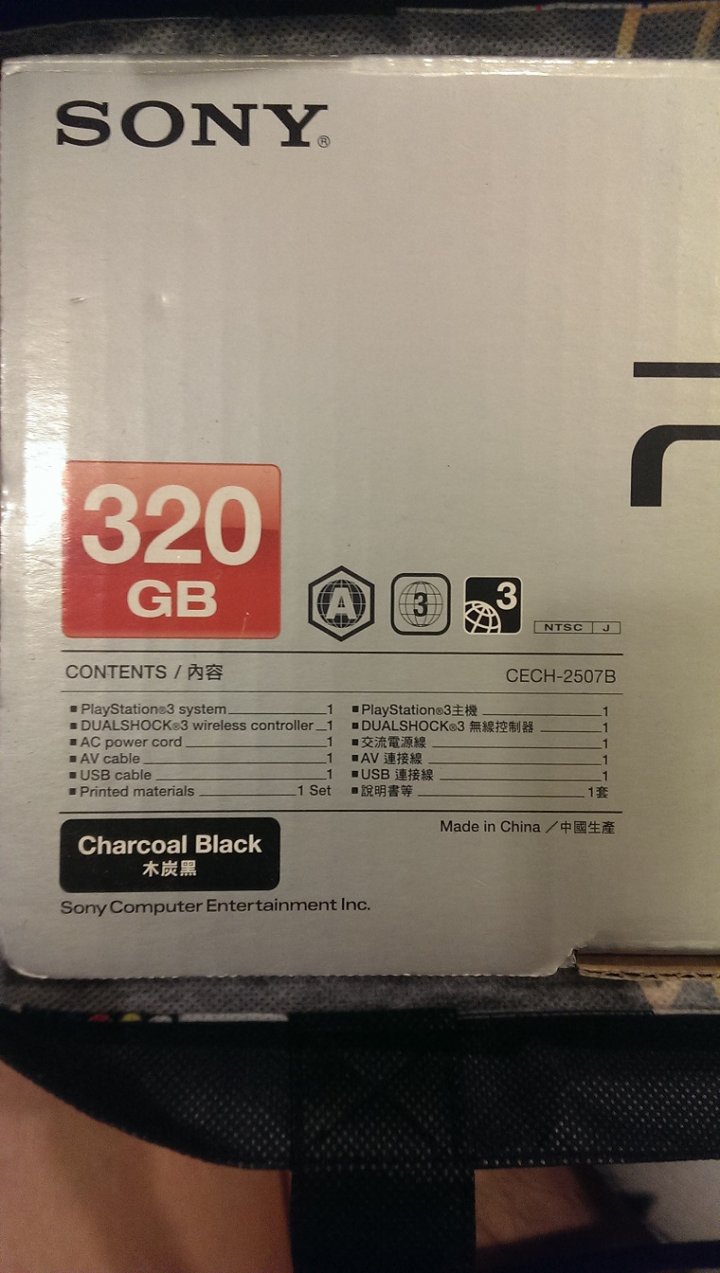 SONY®
320
GB
A
3
3
NTSC J
CONTENTS / 內容
CECH-2507B
■ PlayStation®3 system 1
■ DUALSHOCK®3 wireless controller 1
■ AC power cord 1
■ AV cable 1
■ USB cable 1
■ Printed materials 1 Set
■ PlayStation®3主機 1
■ DUALSHOCK®3 無線控制器 1
■ 交流電源線 1
■ AV 連接線 1
■ USB 連接線 1
■ 說明書等 1套
Made in China ／中國生產
Charcoal Black
木炭黑
Sony Computer Entertainment Inc.